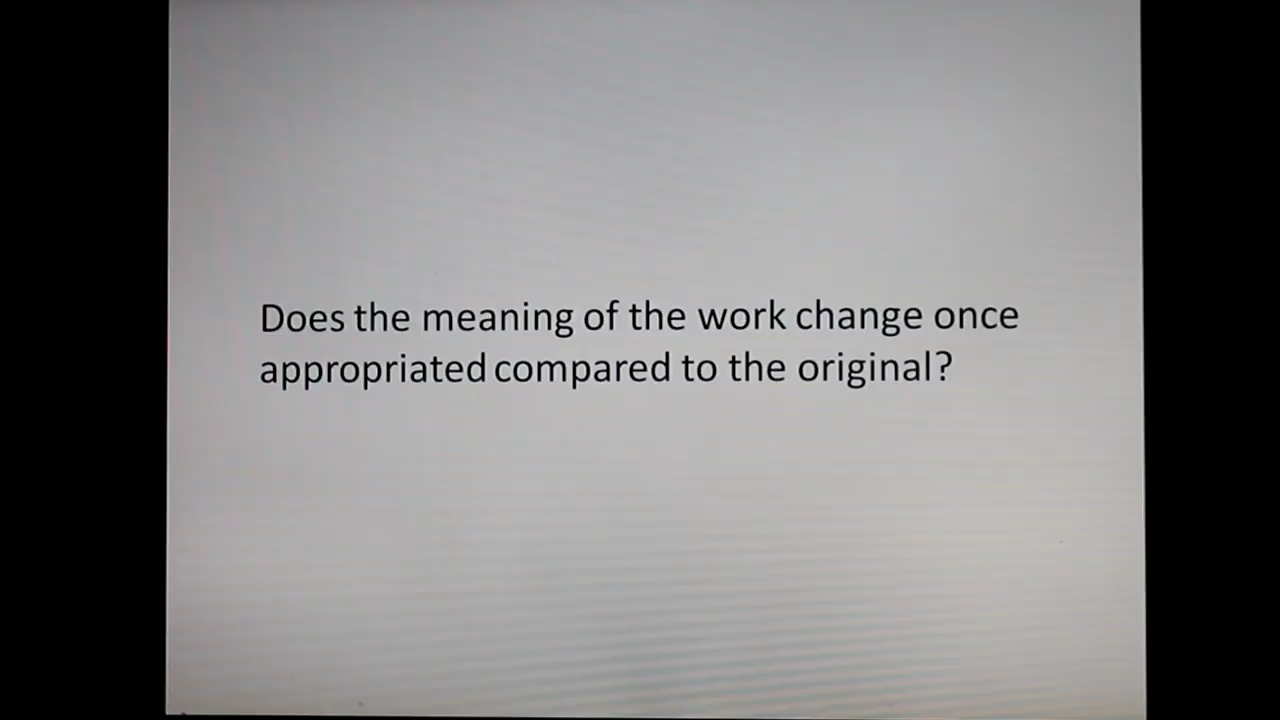 Does the meaning of the work change once
appropriated compared to the original?